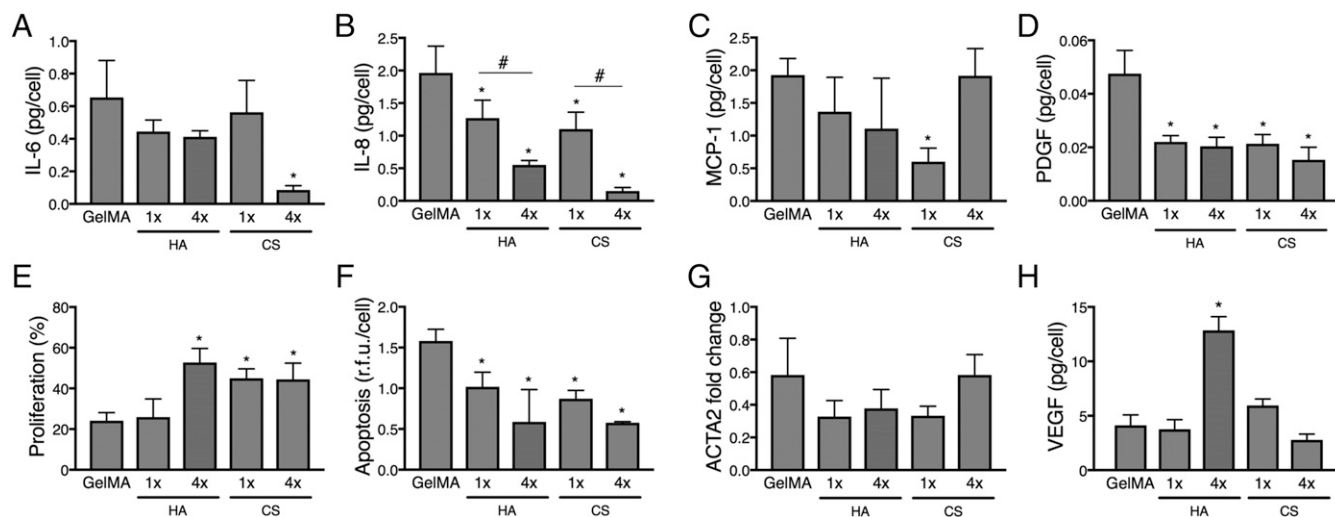 A
IL-6 (pg/cell)
1.0
0.8
0.6
0.4
0.2
0.0
*
GelMA 1x 4x 1x 4x
HA CS
B
IL-8 (pg/cell)
2.5
2.0
1.5
1.0
0.5
0.0
# #
* * * *
GelMA 1x 4x 1x 4x
HA CS
C
MCP-1 (pg/cell)
2.5
2.0
1.5
1.0
0.5
0.0
*
GelMA 1x 4x 1x 4x
HA CS
D
PDGF (pg/cell)
0.06
0.04
0.02
0.00
* * * *
GelMA 1x 4x 1x 4x
HA CS
E
Proliferation (%)
80
60
40
20
0
* * *
GelMA 1x 4x 1x 4x
HA CS
F
Apoptosis (r.f.u./cell)
2.0
1.5
1.0
0.5
0.0
* * * *
GelMA 1x 4x 1x 4x
HA CS
G
ACTA2 fold change
1.0
0.8
0.6
0.4
0.2
0.0
GelMA 1x 4x 1x 4x
HA CS
H
VEGF (pg/cell)
15
10
5
0
*
GelMA 1x 4x 1x 4x
HA CS